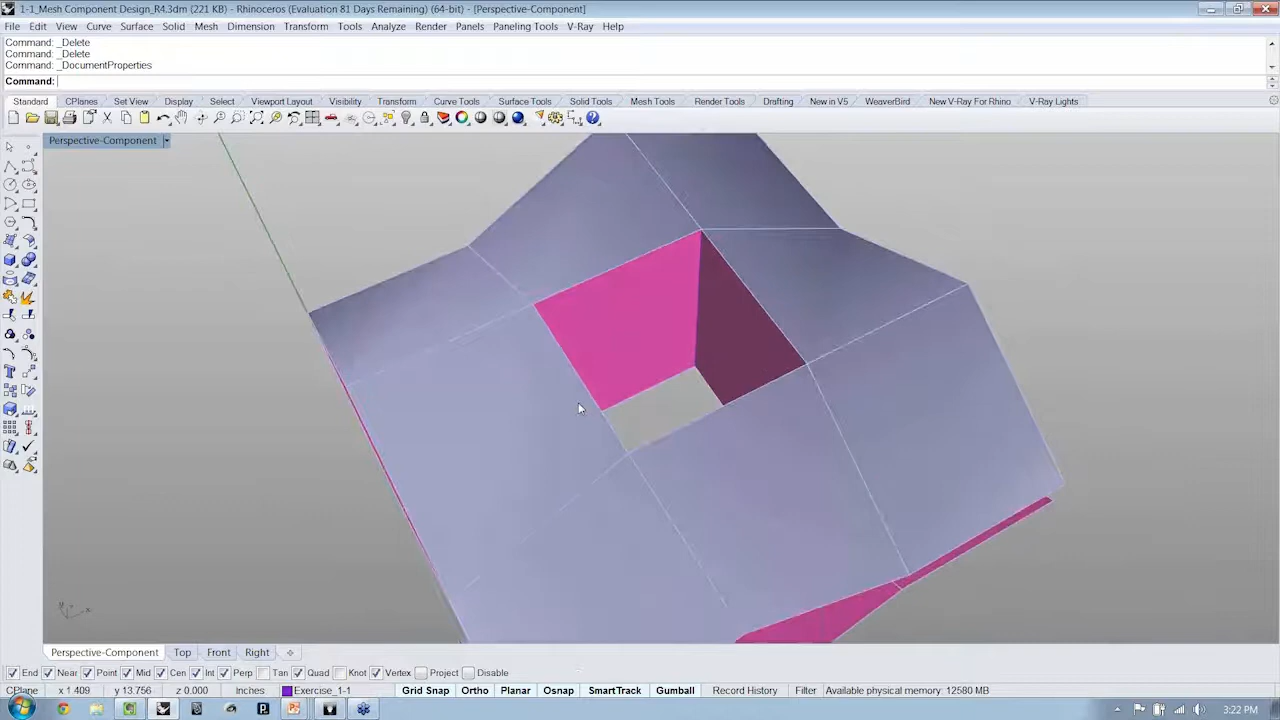 1-1_Mesh Component Design_R4.3dm (221 KB) - Rhinoceros (Evaluation 81 Days Remaining) (64-bit) - [Perspective-Component]
File Edit View Curve Surface Solid Mesh Dimension Transform Tools Analyze Render Panels Paneling Tools V-Ray Help
Command: _Delete
Command: _Delete
Command: _DocumentProperties
Command:
Standard CPlanes Set View Display Select Viewport Layout Visibility Transform Curve Tools Surface Tools Solid Tools Mesh Tools Render Tools Drafting New in V5 WeaverBird New V-Ray For Rhino V-Ray Lights
Perspective-Component
Perspective-Component Top Front Right
End Near Point Mid Cen Int Perp Tan Quad Knot Vertex Project Disable
CPlane x 1.409 y 13.756 z 0.000 Inches Exercise_1-1 Grid Snap Ortho Planar Osnap SmartTrack Gumball Record History Filter Available physical memory: 12580 MB
3:22 PM